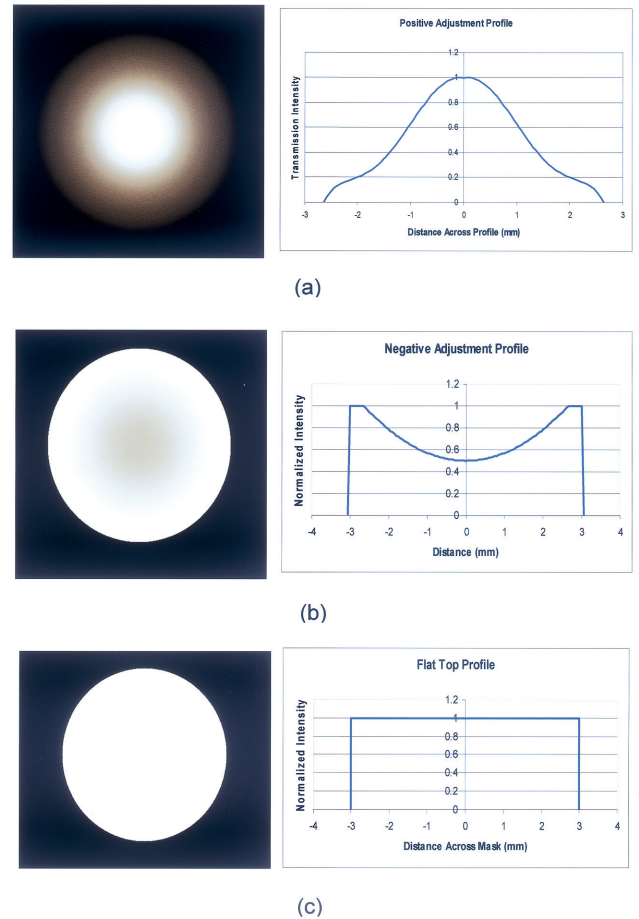 Positive Adjustment Profile
Transmission Intensity
1.2
1
0.8
0.6
0.4
0.2
0
-3 -2 -1 0 1 2 3
Distance Across Profile (mm)
(a)
Negative Adjustment Profile
Normalized Intensity
1.2
1
0.8
0.6
0.4
0.2
0
-4 -3 -2 -1 0 1 2 3 4
Distance (mm)
(b)
Flat Top Profile
Normalized Intensity
1.2
1
0.8
0.6
0.4
0.2
0
-4 -3 -2 -1 0 1 2 3 4
Distance Across Mask (mm)
(c)